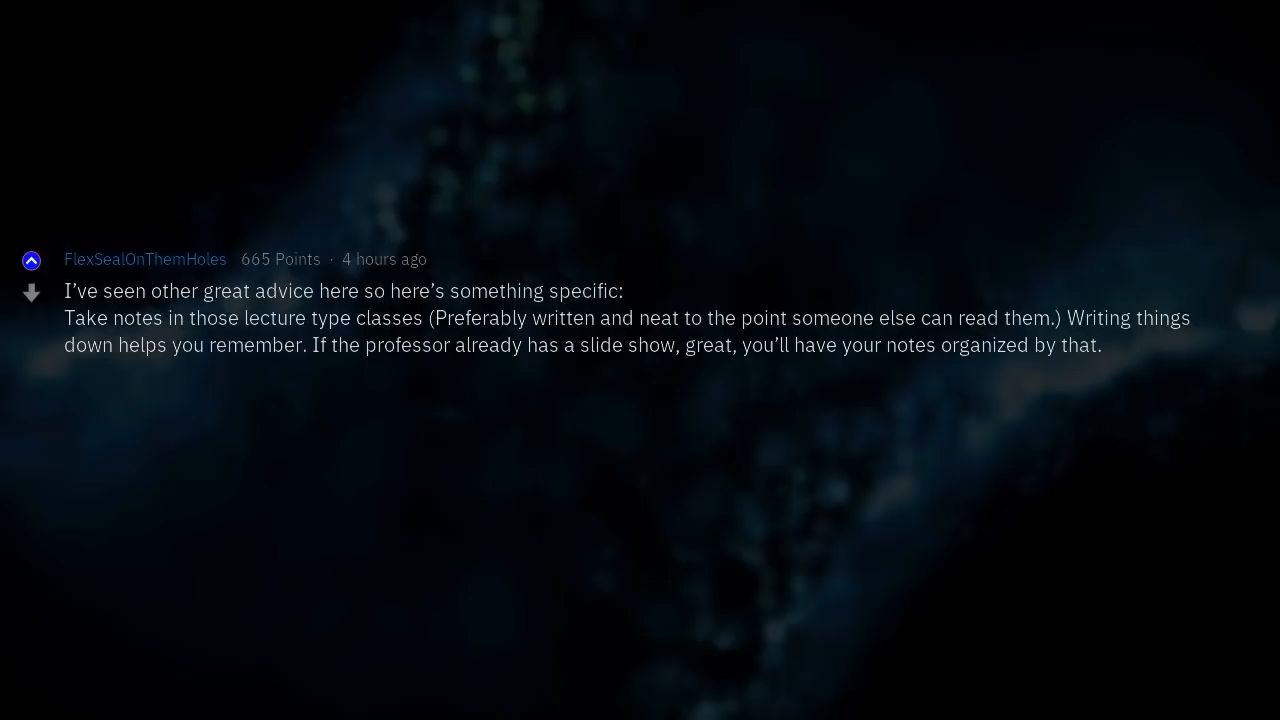 FlexSealOnThemHoles 665 Points · 4 hours ago
I’ve seen other great advice here so here’s something specific:
Take notes in those lecture type classes (Preferably written and neat to the point someone else can read them.) Writing things
down helps you remember. If the professor already has a slide show, great, you’ll have your notes organized by that.